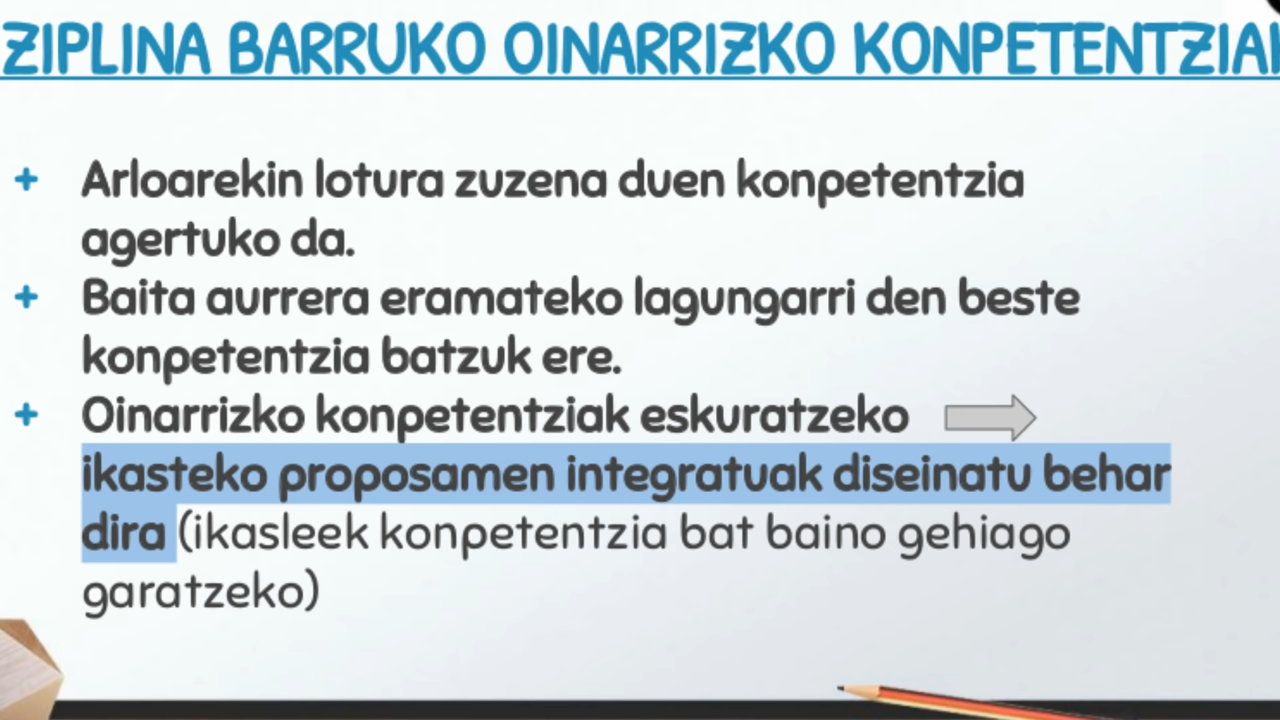 ZIPLINA BARRUKO OINARRIZKO KONPETENTZIAK
+ Arloarekin lotura zuzena duen konpetentzia
agertuko da.
+ Baita aurrera eramateko lagungarri den beste
konpetentzia batzuk ere.
+ Oinarrizko konpetentziak eskuratzeko
ikasteko proposamen integratuak diseinatu behar
dira (ikasleek konpetentzia bat baino gehiago
garatzeko)